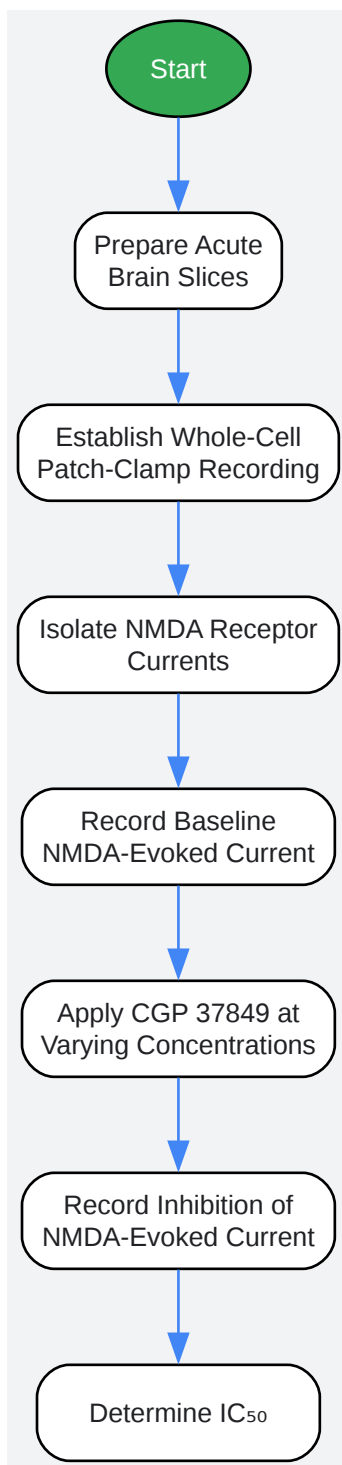 Start
Prepare Acute
Brain Slices
Establish Whole-Cell
Patch-Clamp Recording
Isolate NMDA Receptor
Currents
Record Baseline
NMDA-Evoked Current
Apply CGP 37849 at
Varying Concentrations
Record Inhibition of
NMDA-Evoked Current
Determine IC₅₀